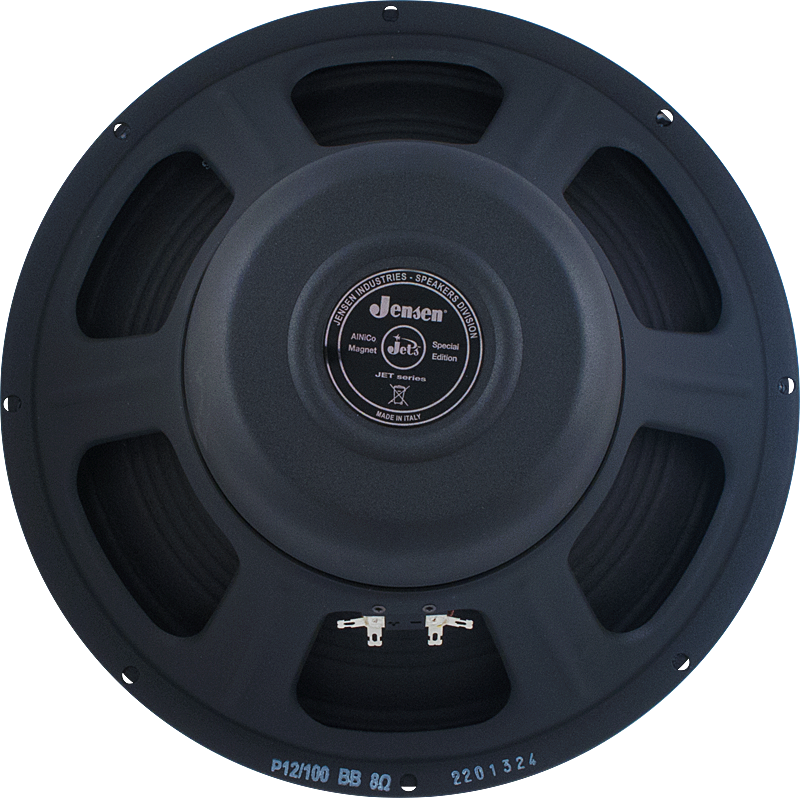 JENSEN INDUSTRIES - SPEAKERS DIVISION
Jensen®
AlNiCo
Magnet
Jets
Special
Edition
JET series
MADE IN ITALY
+ -
P12/100 BB 8Ω
2201324